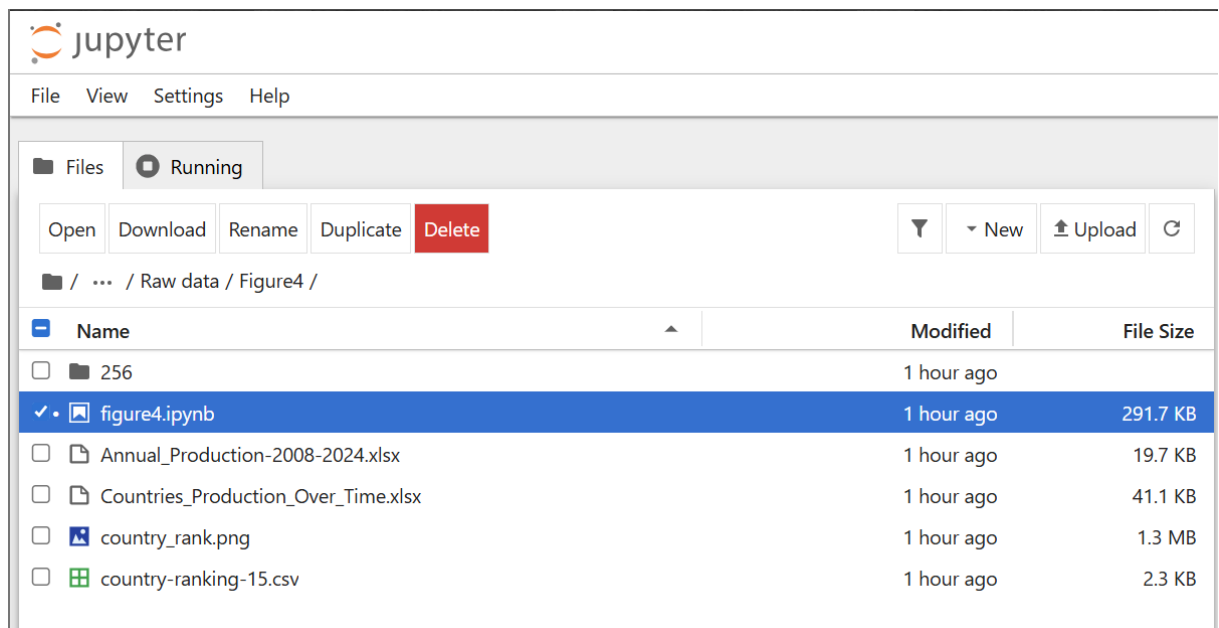 jupyter
File View Settings Help
Files Running
Open Download Rename Duplicate Delete New Upload
/ ··· / Raw data / Figure4 /
Name Modified File Size
256 1 hour ago
figure4.ipynb 1 hour ago 291.7 KB
Annual_Production-2008-2024.xlsx 1 hour ago 19.7 KB
Countries_Production_Over_Time.xlsx 1 hour ago 41.1 KB
country_rank.png 1 hour ago 1.3 MB
country-ranking-15.csv 1 hour ago 2.3 KB